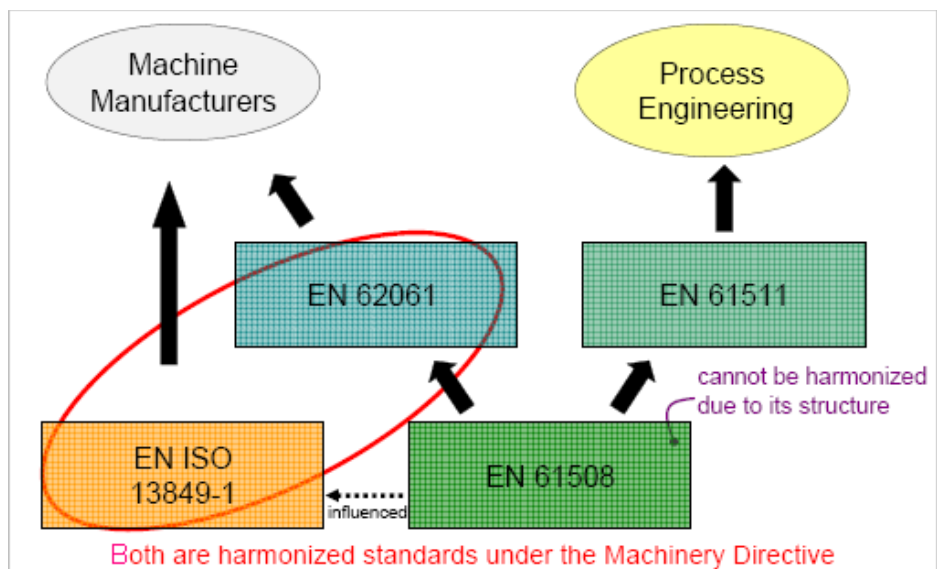 Machine
Manufacturers
Process
Engineering
EN 62061
EN 61511
cannot be harmonized
due to its structure
EN ISO
13849-1
EN 61508
influenced
Both are harmonized standards under the Machinery Directive